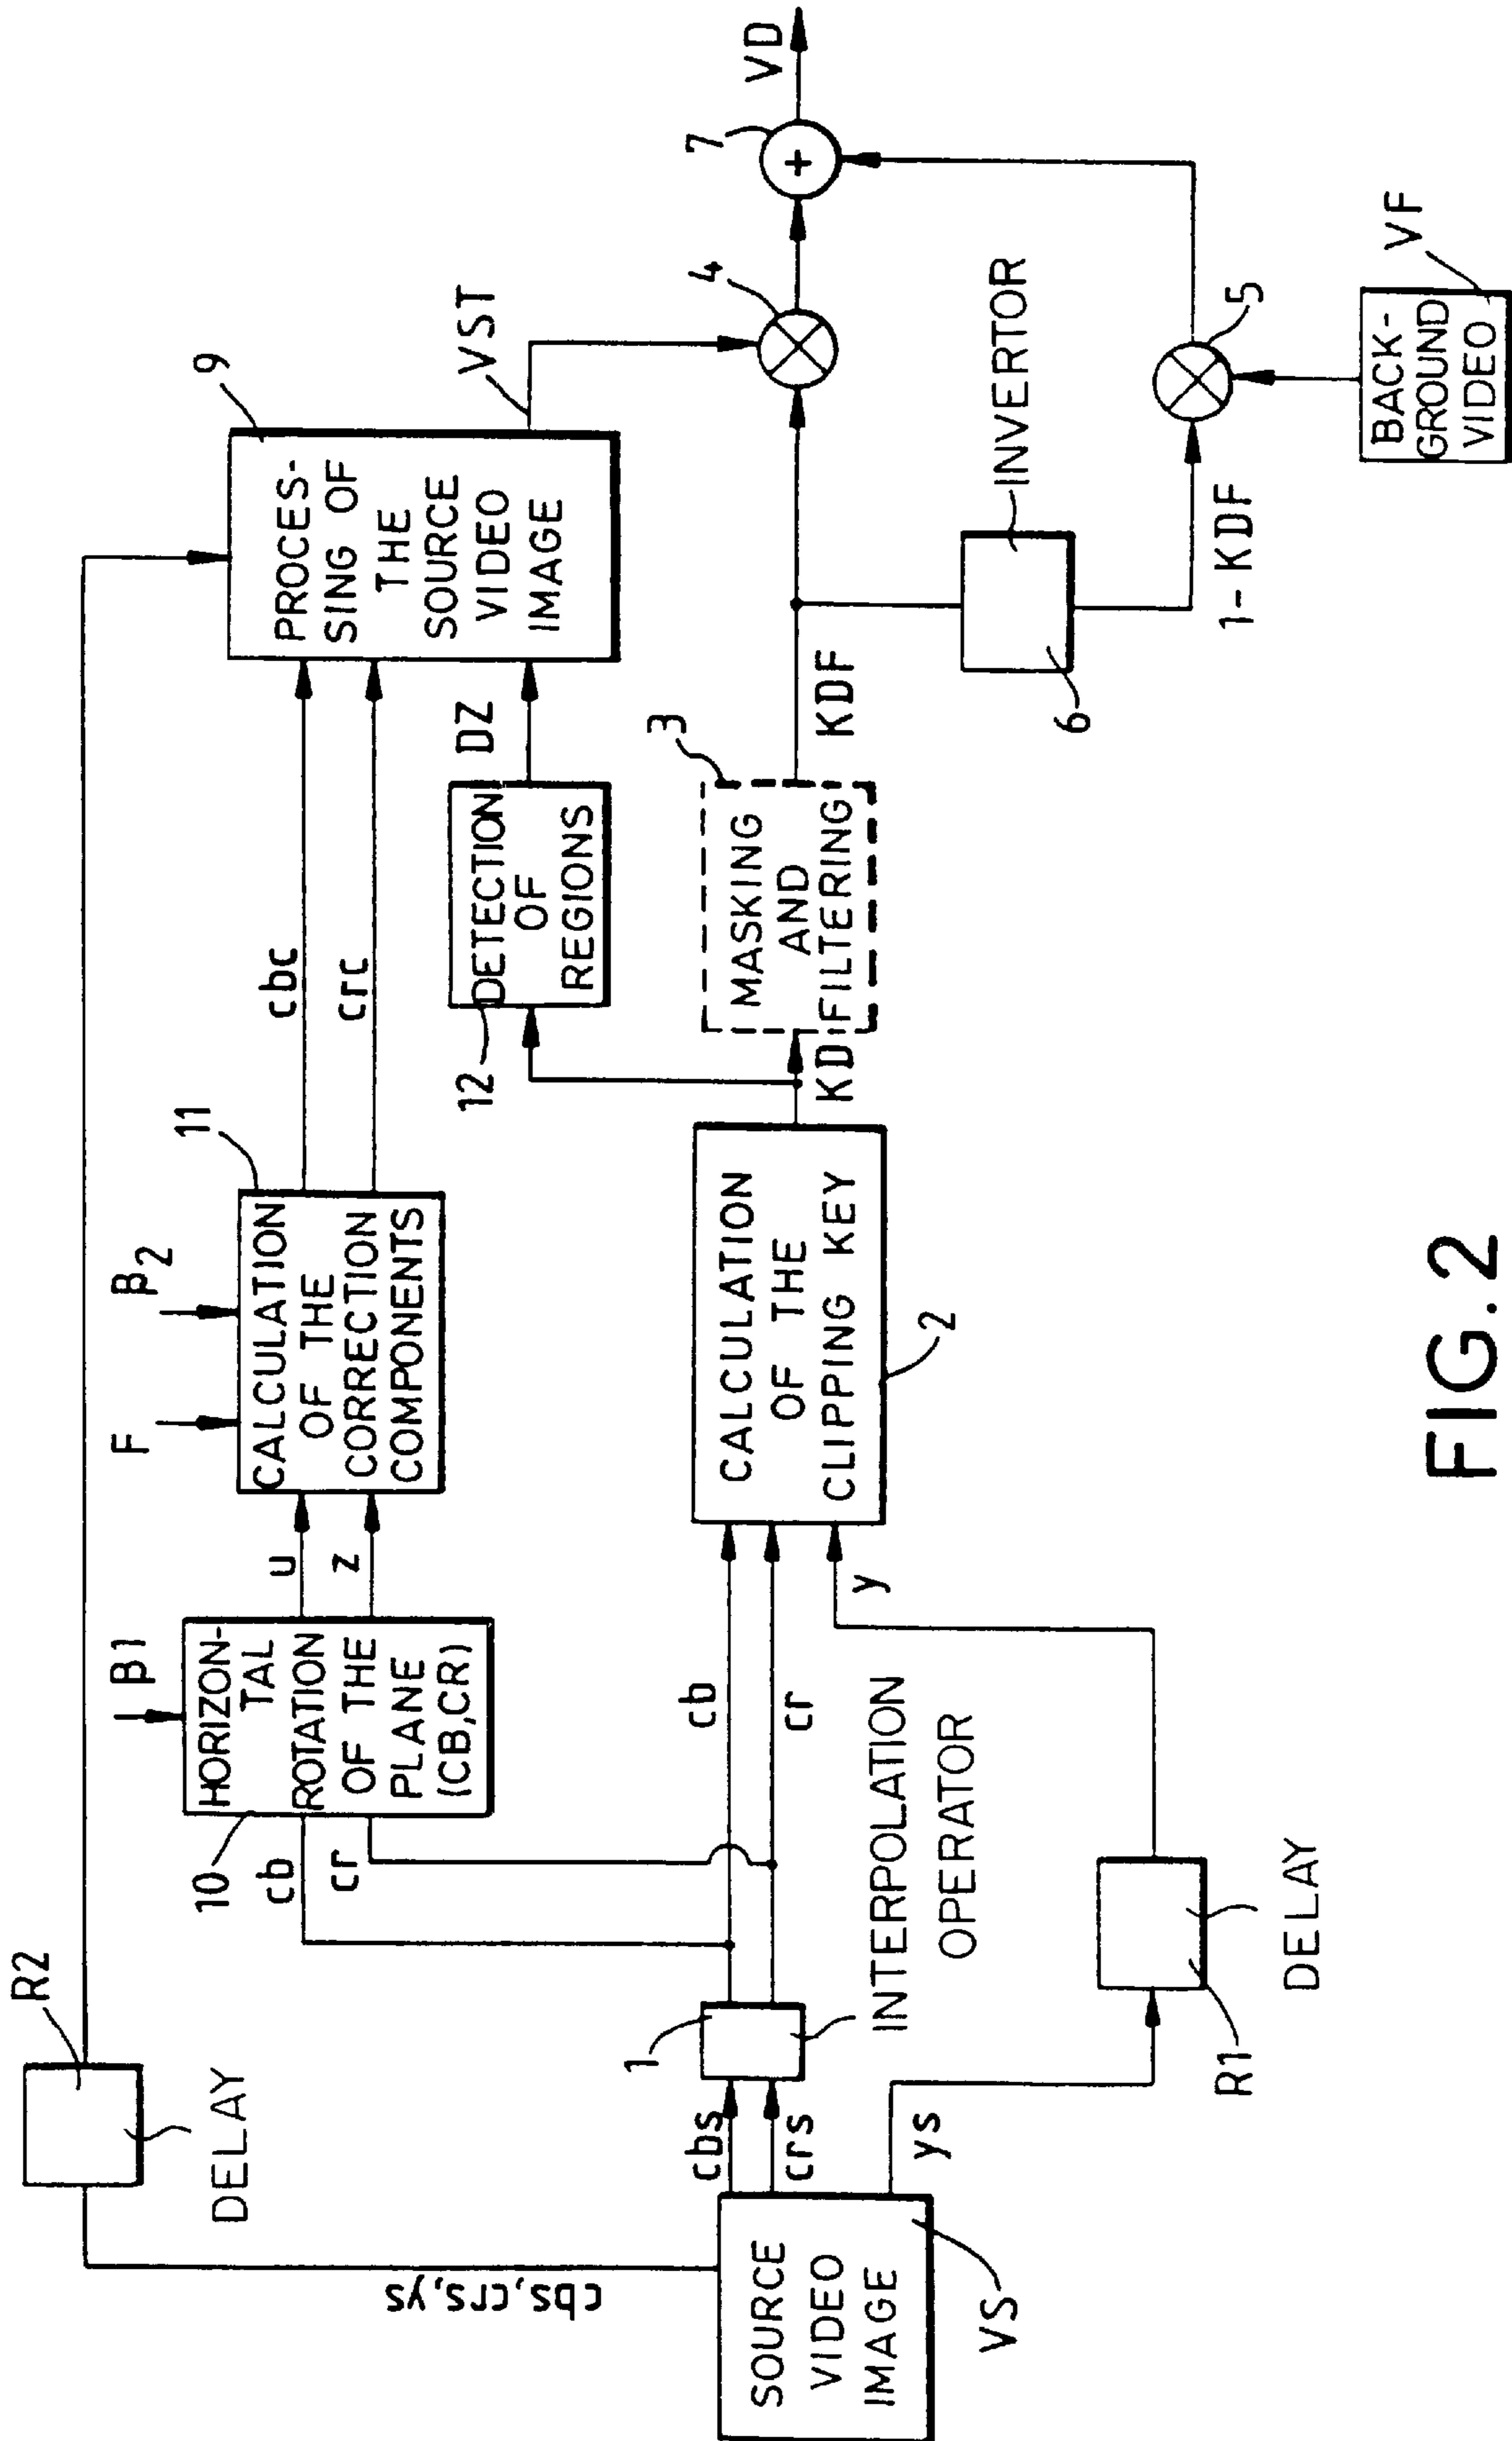 R2
DELAY
cbs,crs,ys
SOURCE
VIDEO
IMAGE
VS
cbs
crs
ys
1
INTERPOLATION
OPERATOR
R1
DELAY
cb
cr
10
HORIZON-
TAL
ROTATION
OF THE
PLANE
(CB,CR)
β1
u
z
F
β2
11
CALCULATION
OF THE
CORRECTION
COMPONENTS
cbc
crc
cb
cr
y
CALCULATION
OF THE
CLIPPING KEY
2
KD
12
DETECTION
OF
REGIONS
DZ
3
MASKING
AND
FILTERING
KDF
9
PROCES-
SING OF
THE
SOURCE
VIDEO
IMAGE
VST
4
7
+
VD
6
INVERTOR
1-KDF
5
BACK-
GROUND
VIDEO
VF
FIG.2